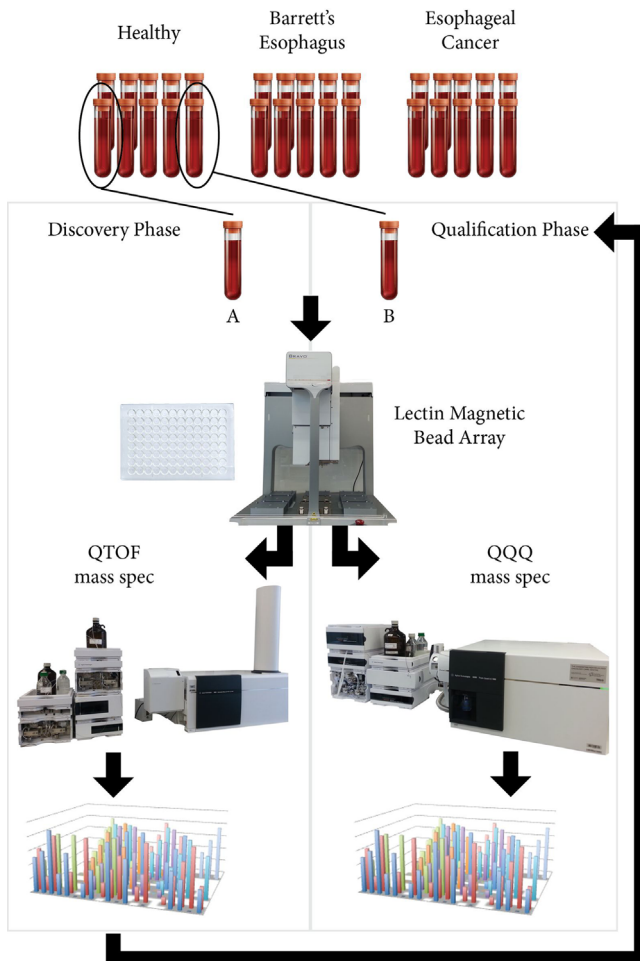 Healthy
Barrett's
Esophagus
Esophageal
Cancer
Discovery Phase
Qualification Phase
A
B
Lectin Magnetic
Bead Array
QTOF
mass spec
QQQ
mass spec